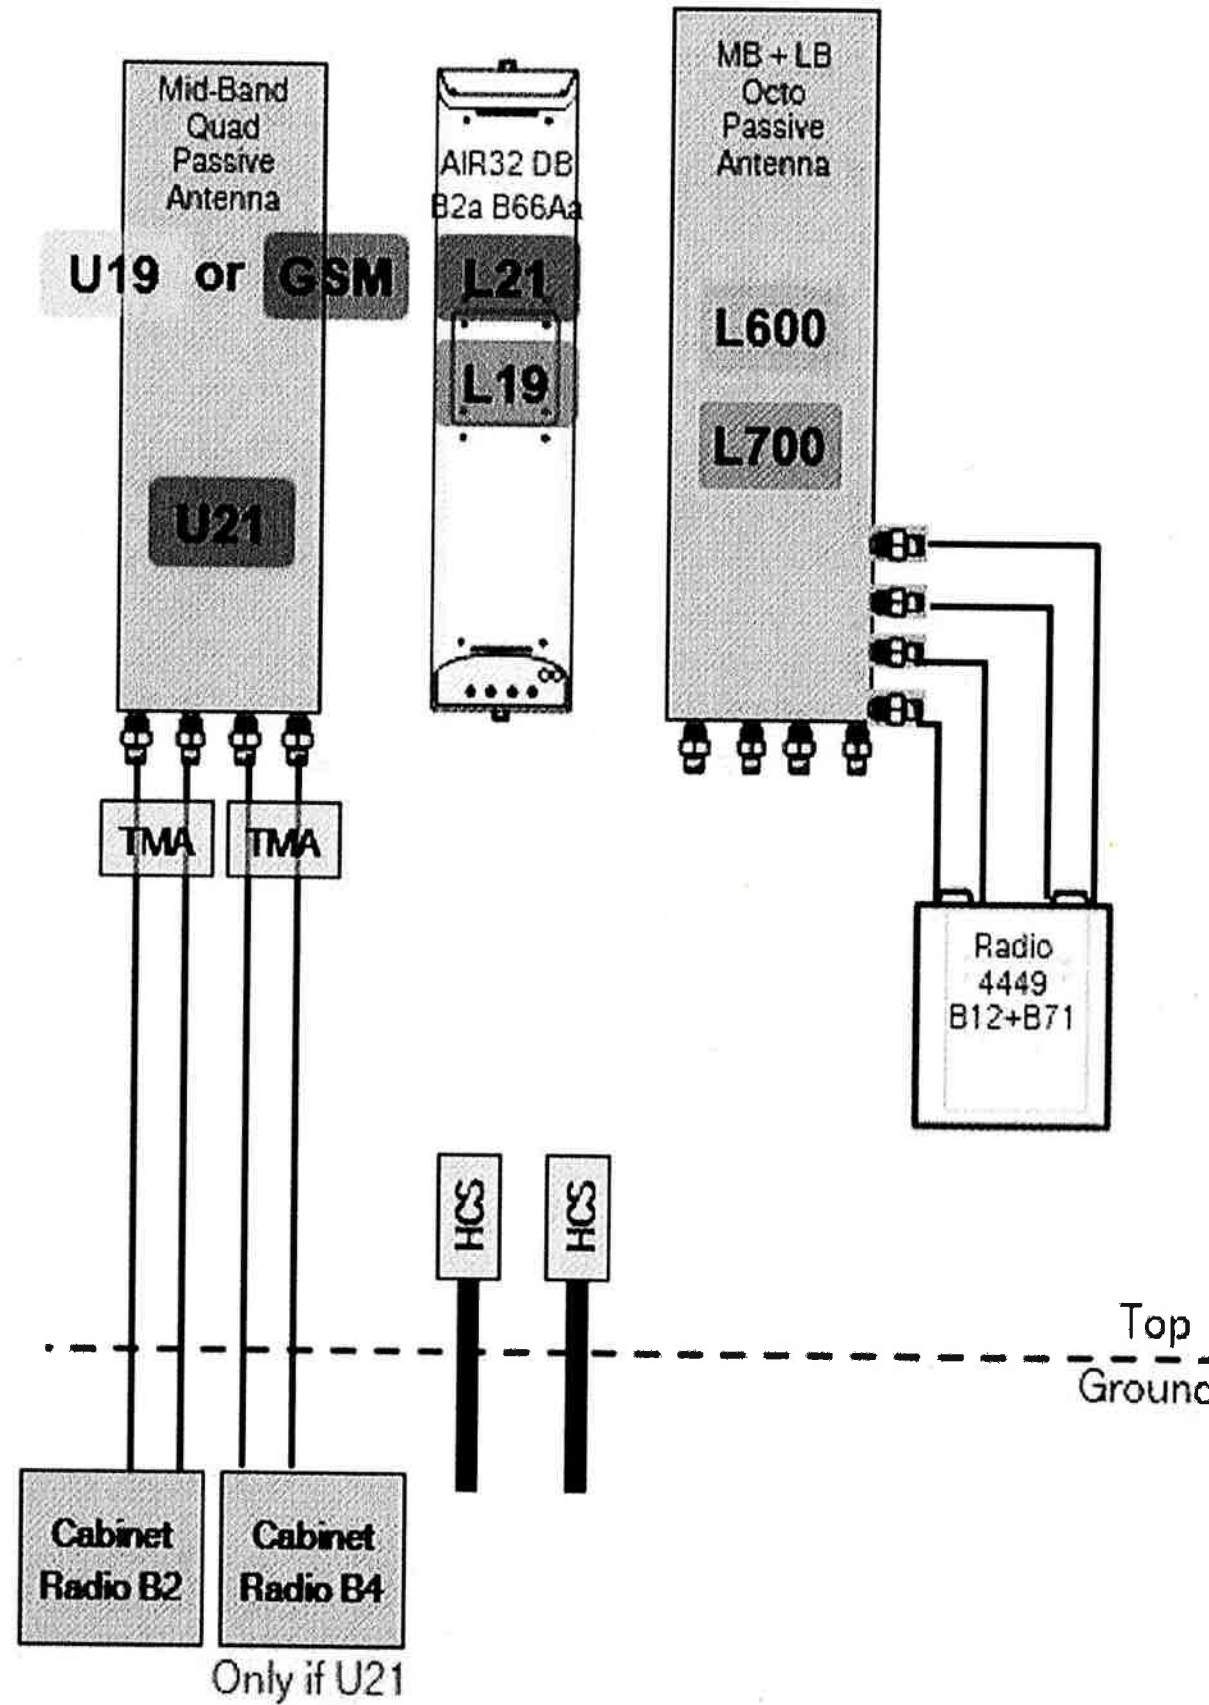 Mid-Band
Quad
Passive
Antenna
U19 or GSM
U21
AIR32 DB
B2a B66Aa
L21
L19
MB + LB
Octo
Passive
Antenna
L600
L700
TMA
TMA
Radio
4449
B12+B71
HCS
HCS
Top
Ground
Cabinet
Radio B2
Cabinet
Radio B4
Only if U21